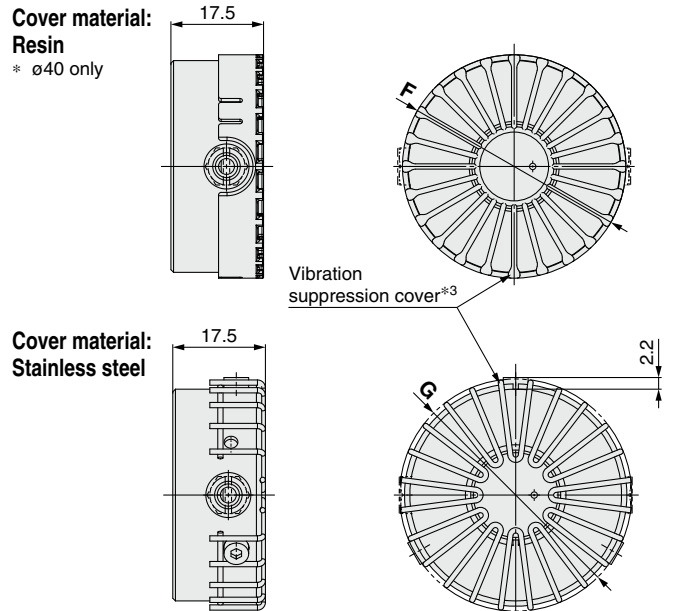 Cover material:
Resin
* ø40 only
17.5
F
Vibration
suppression cover*3
Cover material:
Stainless steel
17.5
G
2.2